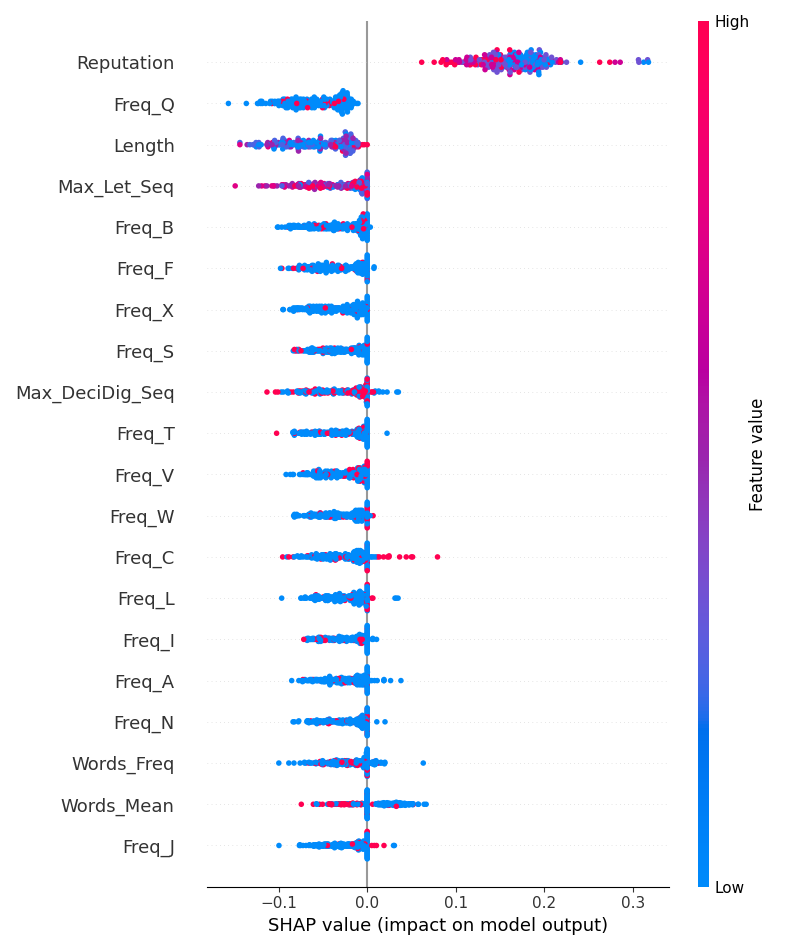 High
Reputation
Freq_Q
Length
Max_Let_Seq
Freq_B
Freq_F
Freq_X
Freq_S
Max_DeciDig_Seq
Freq_T
Freq_V
Freq_W
Freq_C
Freq_L
Freq_I
Freq_A
Freq_N
Words_Freq
Words_Mean
Freq_J
Feature value
Low
−0.1 0.0 0.1 0.2 0.3
SHAP value (impact on model output)